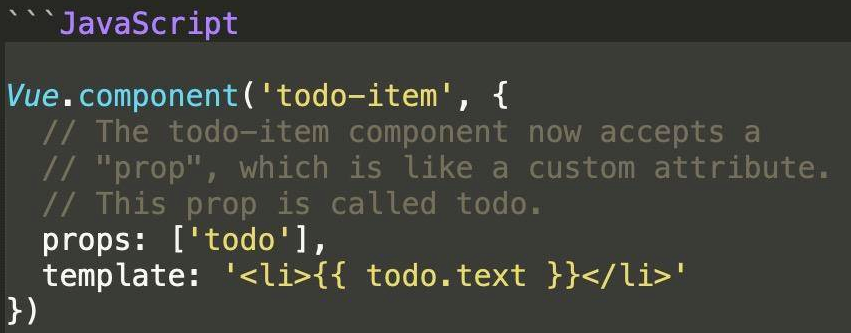 ```JavaScript
Vue.component('todo-item', {
  // The todo-item component now accepts a
  // "prop", which is like a custom attribute.
  // This prop is called todo.
  props: ['todo'],
  template: '<li>{{ todo.text }}</li>'
})